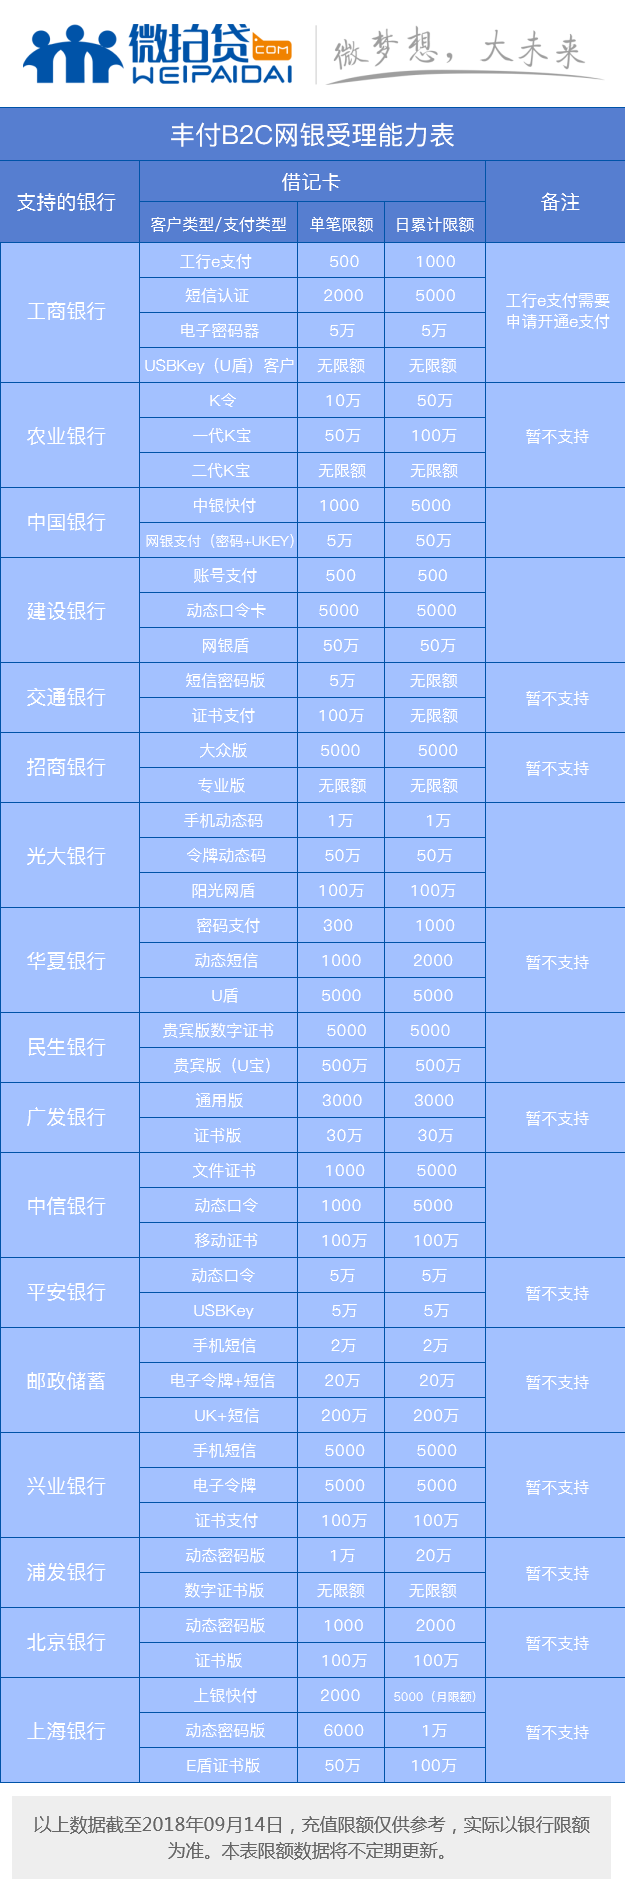 微拍贷.COM
WEIPAIDAI
微梦想，大未来
丰付B2C网银受理能力表
支持的银行 借记卡 备注
客户类型/支付类型 单笔限额 日累计限额
工商银行
工行e支付 500 1000
短信认证 2000 5000
电子密码器 5万 5万
USBKey（U盾）客户 无限额 无限额
工行e支付需要
申请开通e支付
农业银行
K令 10万 50万
一代K宝 50万 100万
二代K宝 无限额 无限额
暂不支持
中国银行
中银快付 1000 5000
网银支付（密码+UKEY） 5万 50万
建设银行
账号支付 500 500
动态口令卡 5000 5000
网银盾 50万 50万
交通银行
短信密码版 5万 无限额
证书支付 100万 无限额
暂不支持
招商银行
大众版 5000 5000
专业版 无限额 无限额
暂不支持
光大银行
手机动态码 1万 1万
令牌动态码 50万 50万
阳光网盾 100万 100万
华夏银行
密码支付 300 1000
动态短信 1000 2000
U盾 5000 5000
暂不支持
民生银行
贵宾版数字证书 5000 5000
贵宾版（U宝） 500万 500万
广发银行
通用版 3000 3000
证书版 30万 30万
暂不支持
中信银行
文件证书 1000 5000
动态口令 1000 5000
移动证书 100万 100万
平安银行
动态口令 5万 5万
USBKey 5万 5万
暂不支持
邮政储蓄
手机短信 2万 2万
电子令牌+短信 20万 20万
UK+短信 200万 200万
暂不支持
兴业银行
手机短信 5000 5000
电子令牌 5000 5000
证书支付 100万 100万
暂不支持
浦发银行
动态密码版 1万 20万
数字证书版 无限额 无限额
暂不支持
北京银行
动态密码版 1000 2000
证书版 100万 100万
暂不支持
上海银行
上银快付 2000 5000（月限额）
动态密码版 6000 1万
E盾证书版 50万 100万
暂不支持
以上数据截至2018年09月14日，充值限额仅供参考，实际以银行限额
为准。本表限额数据将不定期更新。